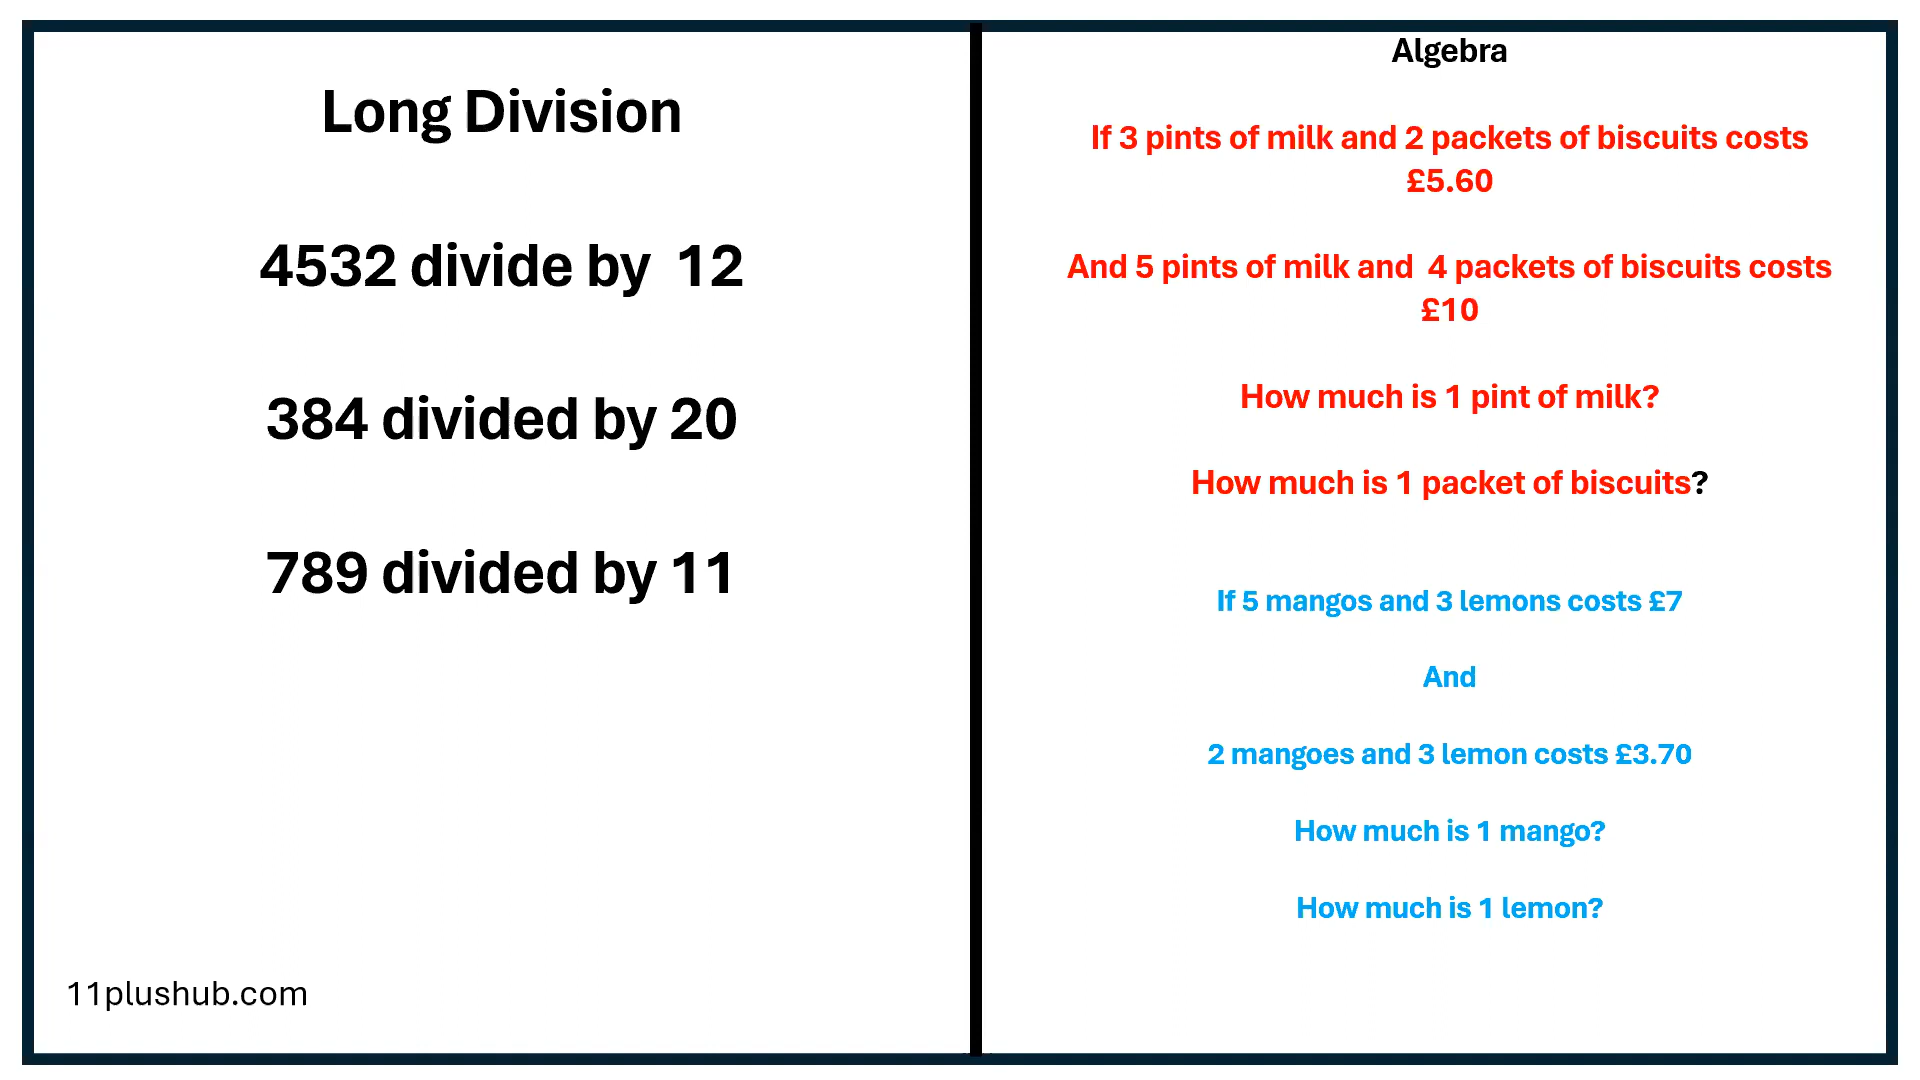 Long Division
4532 divide by  12
384 divided by 20
789 divided by 11
11plushub.com
Algebra
If 3 pints of milk and 2 packets of biscuits costs
£5.60
And 5 pints of milk and  4 packets of biscuits costs
£10
How much is 1 pint of milk?
How much is 1 packet of biscuits?
If 5 mangos and 3 lemons costs £7
And
2 mangoes and 3 lemon costs £3.70
How much is 1 mango?
How much is 1 lemon?